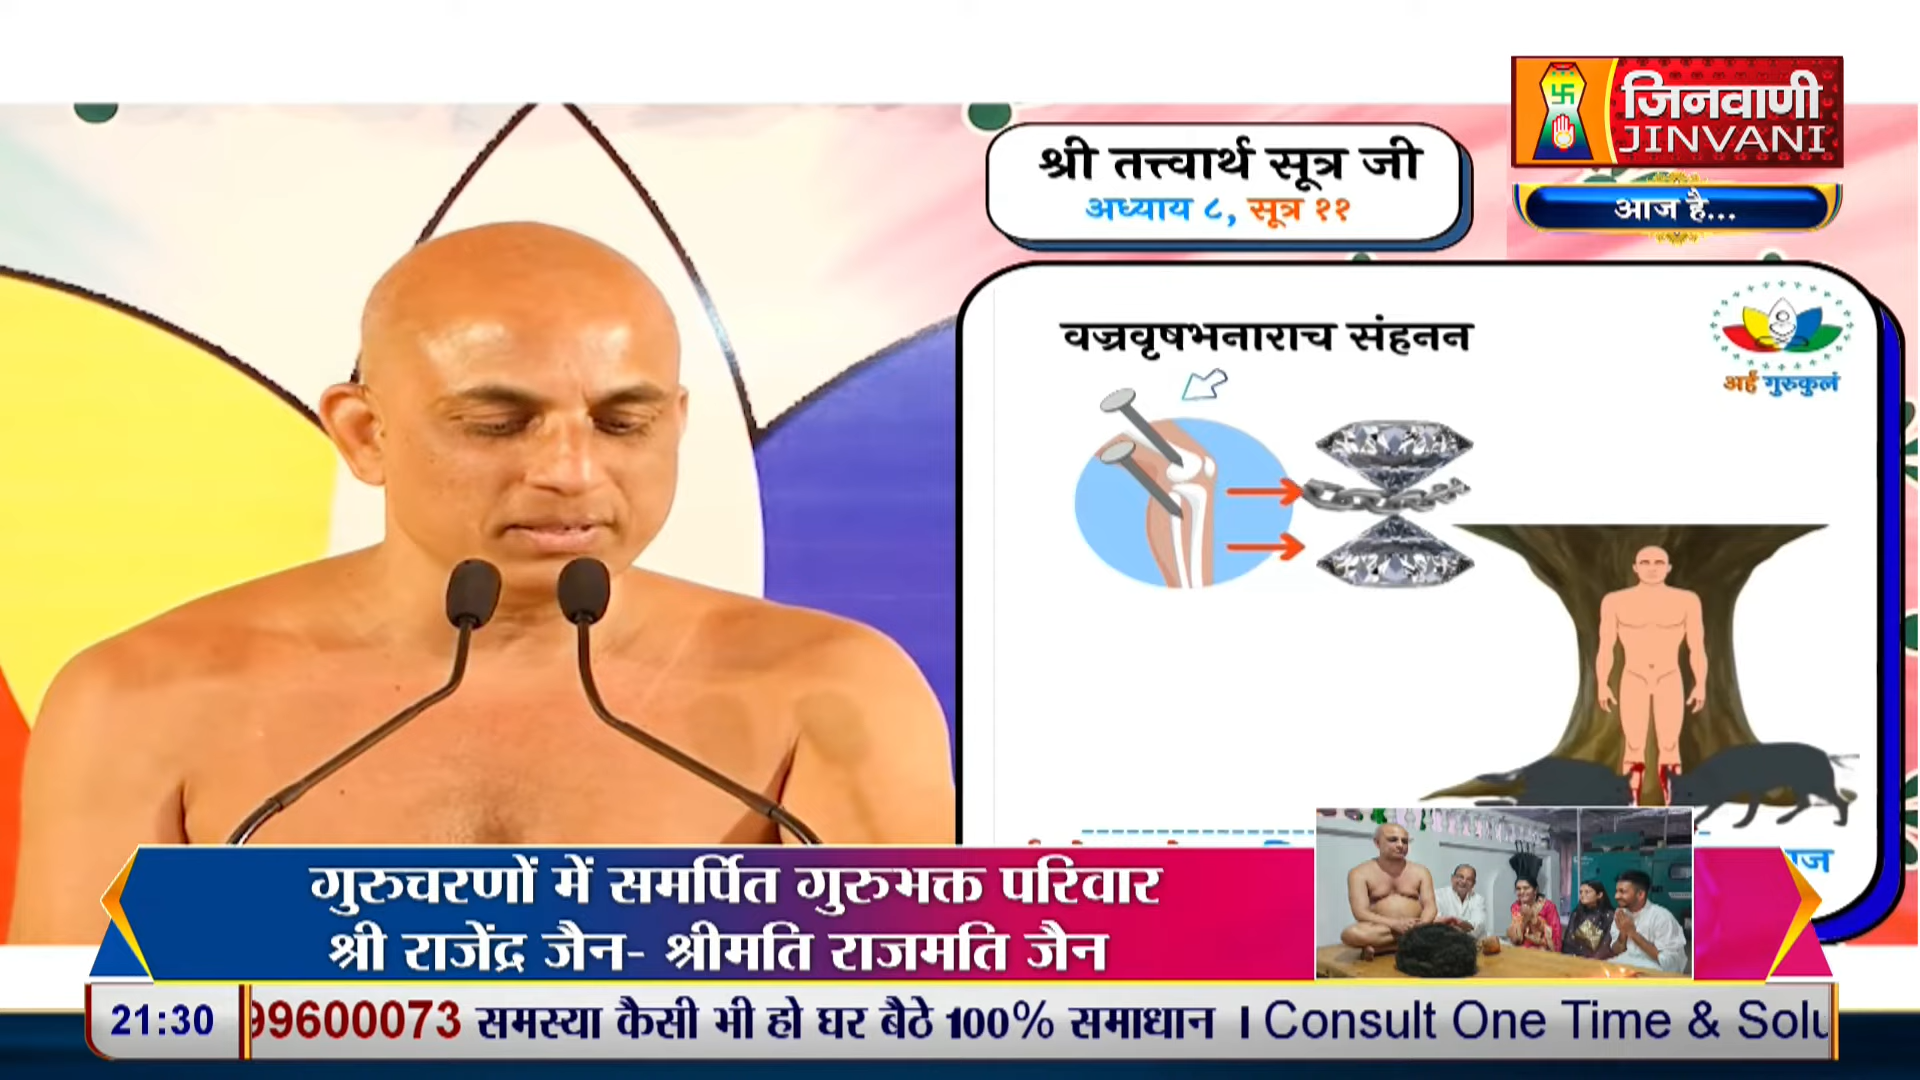 जिनवाणी
JINVANI
आज है...
श्री तत्त्वार्थ सूत्र जी
अध्याय ८, सूत्र ११
वज्रवृषभनाराच संहनन
अर्हं गुरुकुलं
गुरुचरणों में समर्पित गुरुभक्त परिवार
श्री राजेंद्र जैन- श्रीमति राजमति जैन
21:30
99600073 समस्या कैसी भी हो घर बैठे 100% समाधान । Consult One Time &